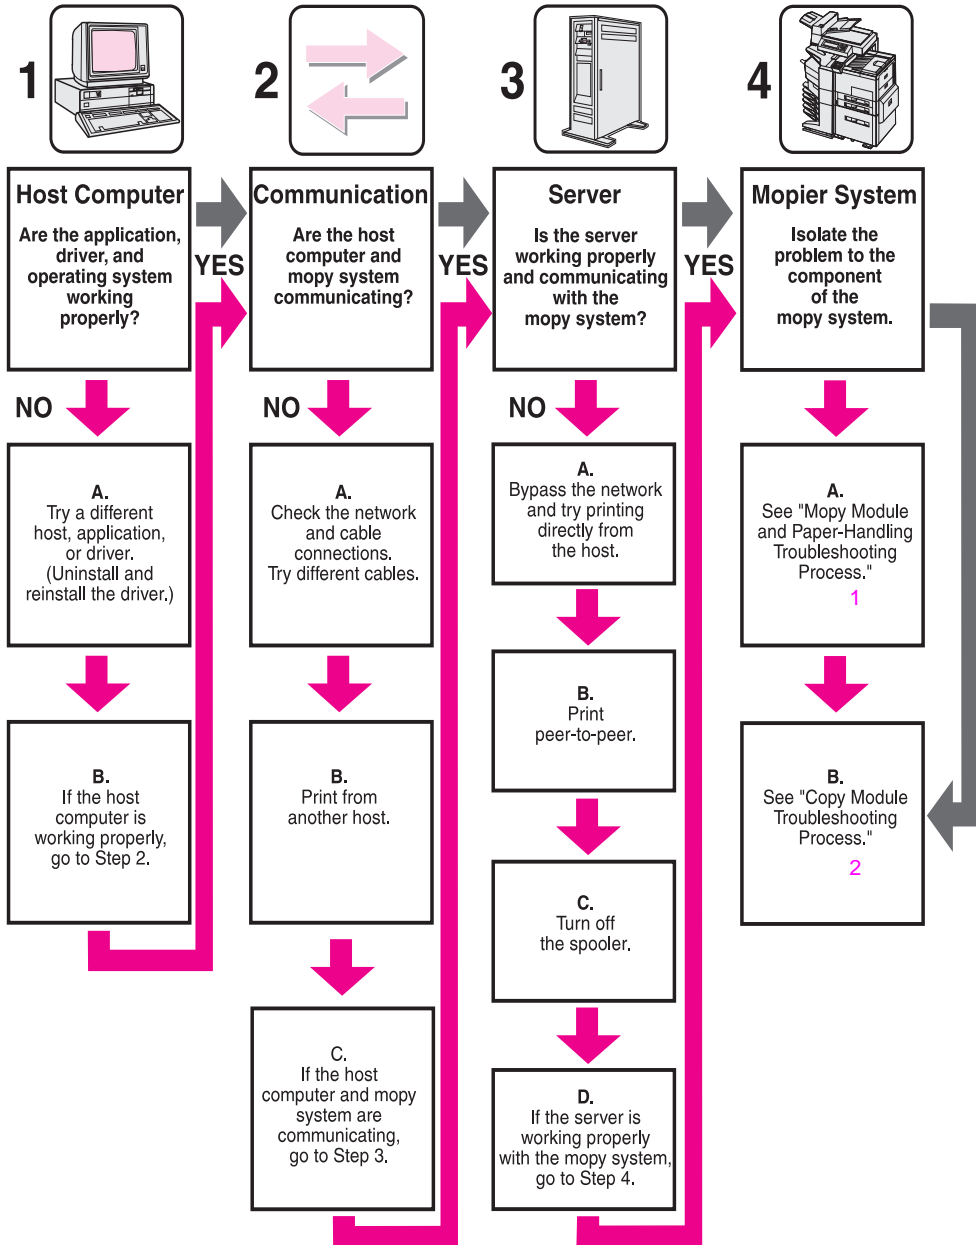 1
2
3
4
Host Computer
Are the application,
driver, and
operating system
working
properly?
YES
NO
A.
Try a different
host, application,
or driver.
(Uninstall and
reinstall the driver.)
B.
If the host
computer is
working properly,
go to Step 2.
Communication
Are the host
computer and
mopy system
communicating?
YES
NO
A.
Check the network
and cable
connections.
Try different cables.
B.
Print from
another host.
C.
If the host
computer and mopy
system are
communicating,
go to Step 3.
Server
Is the server
working properly
and communicating
with the
mopy system?
YES
NO
A.
Bypass the network
and try printing
directly from
the host.
B.
Print
peer-to-peer.
C.
Turn off
the spooler.
D.
If the server is
working properly
with the mopy system,
go to Step 4.
Mopier System
Isolate the
problem to the
component
of the
mopy system.
A.
See "Mopy Module
and Paper-Handling
Troubleshooting
Process."
1
B.
See "Copy Module
Troubleshooting
Process."
2